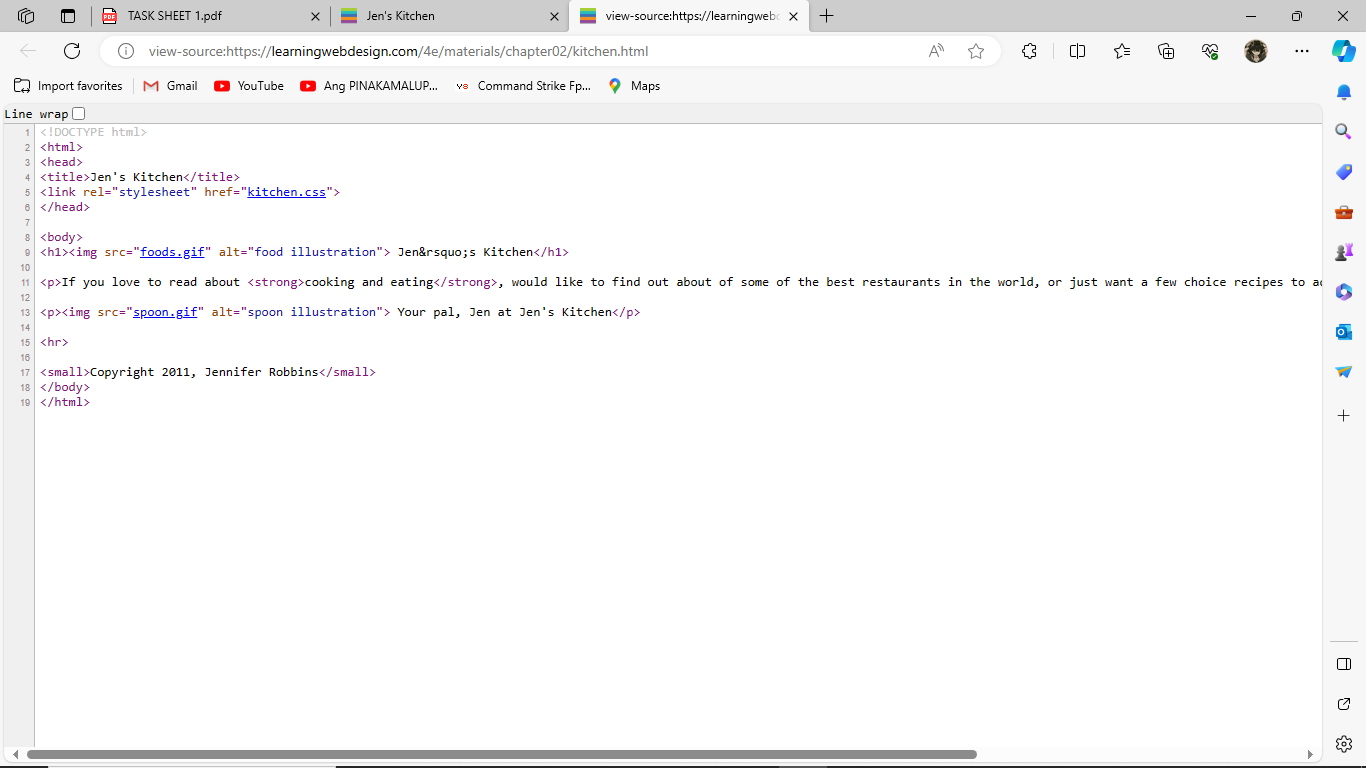 TASK SHEET 1.pdf
Jen's Kitchen
view-source:https://learningwebd
view-source:https://learningwebdesign.com/4e/materials/chapter02/kitchen.html
Import favorites
Gmail
YouTube
Ang PINAKAMALUP...
Command Strike Fp...
Maps
Line wrap
1 <!DOCTYPE html>
2 <html>
3 <head>
4 <title>Jen's Kitchen</title>
5 <link rel="stylesheet" href="kitchen.css">
6 </head>
7
8 <body>
9 <h1><img src="foods.gif" alt="food illustration"> Jen&rsquo;s Kitchen</h1>
10
11 <p>If you love to read about <strong>cooking and eating</strong>, would like to find out about of some of the best restaurants in the world, or just want a few choice recipes to
12
13 <p><img src="spoon.gif" alt="spoon illustration"> Your pal, Jen at Jen's Kitchen</p>
14
15 <hr>
16
17 <small>Copyright 2011, Jennifer Robbins</small>
18 </body>
19 </html>